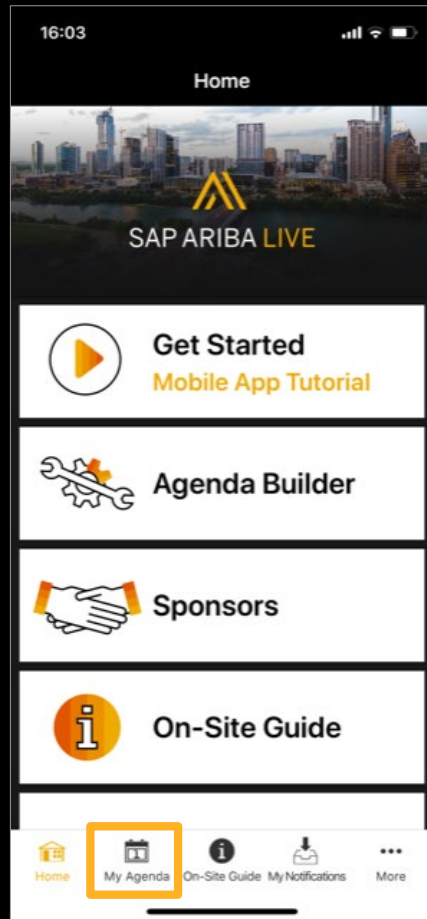 16:03
Home
SAP ARIBA LIVE
Get Started
Mobile App Tutorial
Agenda Builder
Sponsors
On-Site Guide
Home
My Agenda
On-Site Guide
My Notifications
More